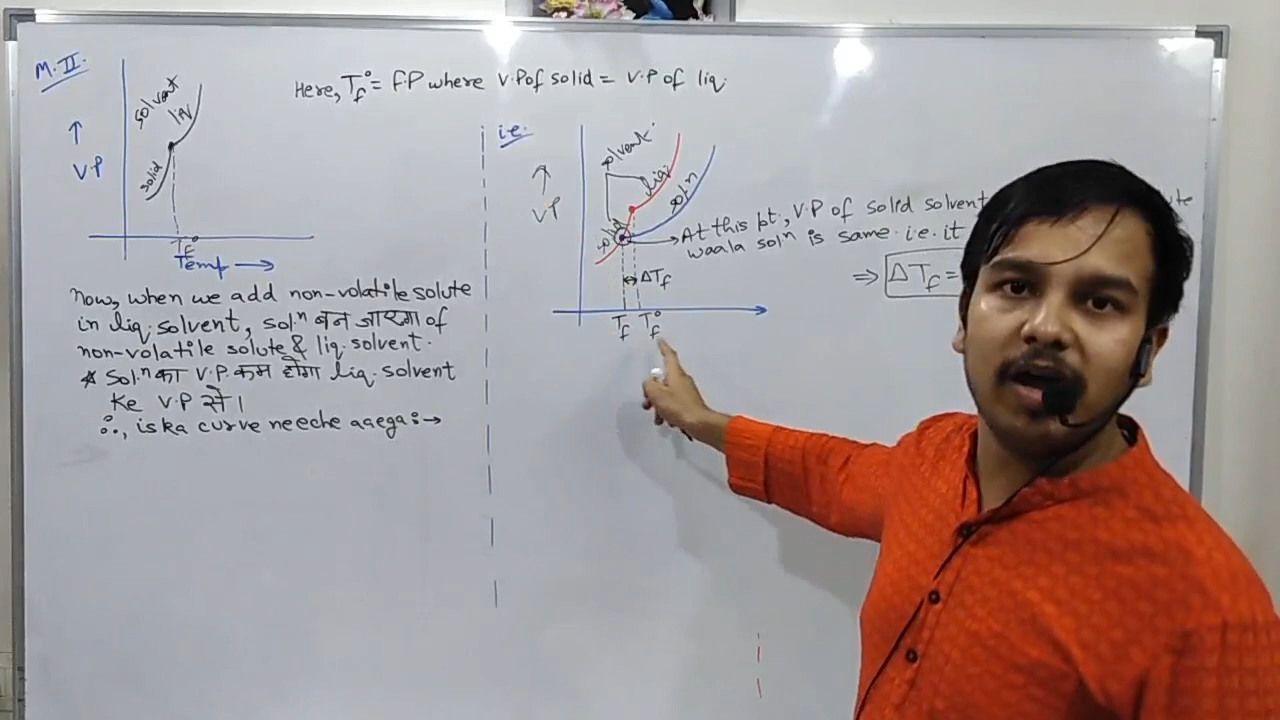 M.II.
Here, Tf° = F.P where V.P of solid = V.P of liq.
↑
V.P
solvent
liq
solid
Tf
Temp →
Now, when we add non-volatile solute
in liq. solvent, solⁿ बन जाएगा of
non-volatile solute & liq. solvent.
* Solⁿ का V.P. कम होगा liq. solvent
Ke V.P से।
∴, iska curve neeche aaega :→
i.e.
↑
V.P
solvent
liq.
solⁿ
solid
→ At this pt., V.P of solid solvent
waala solⁿ is same. i.e. it
⇒ ΔTf =
↔ ΔTf
Tf Tf°